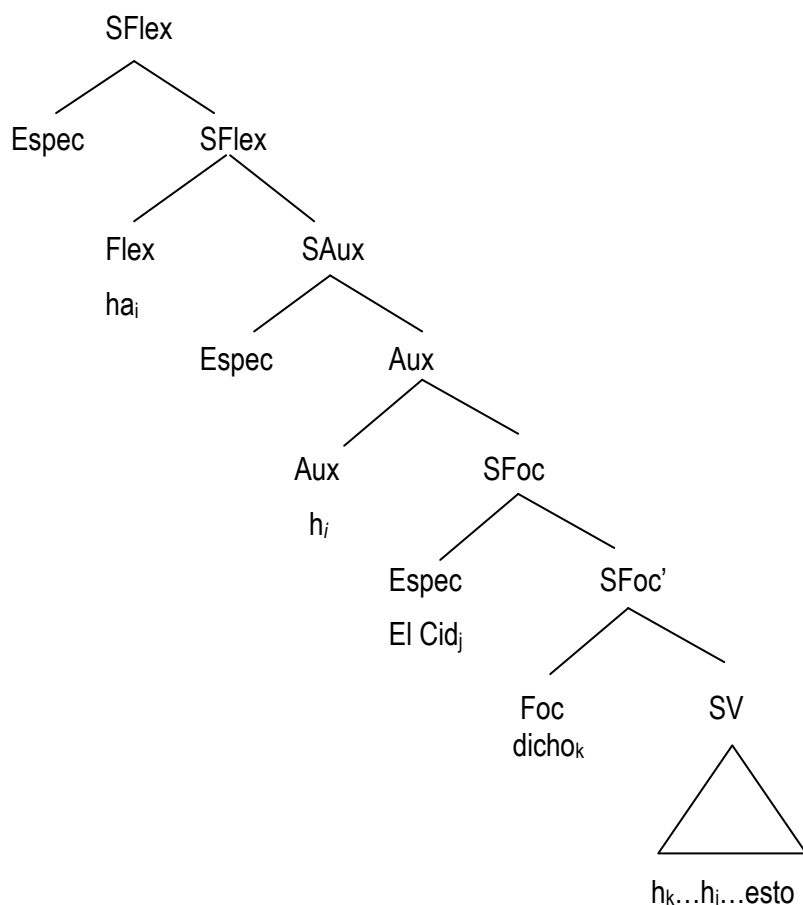 SFlex
Espec SFlex
Flex SAux
haᵢ
Espec Aux
Aux SFoc
hᵢ
Espec SFoc’
El Cidⱼ
Foc SV
dichoₖ
hₖ…hⱼ…esto